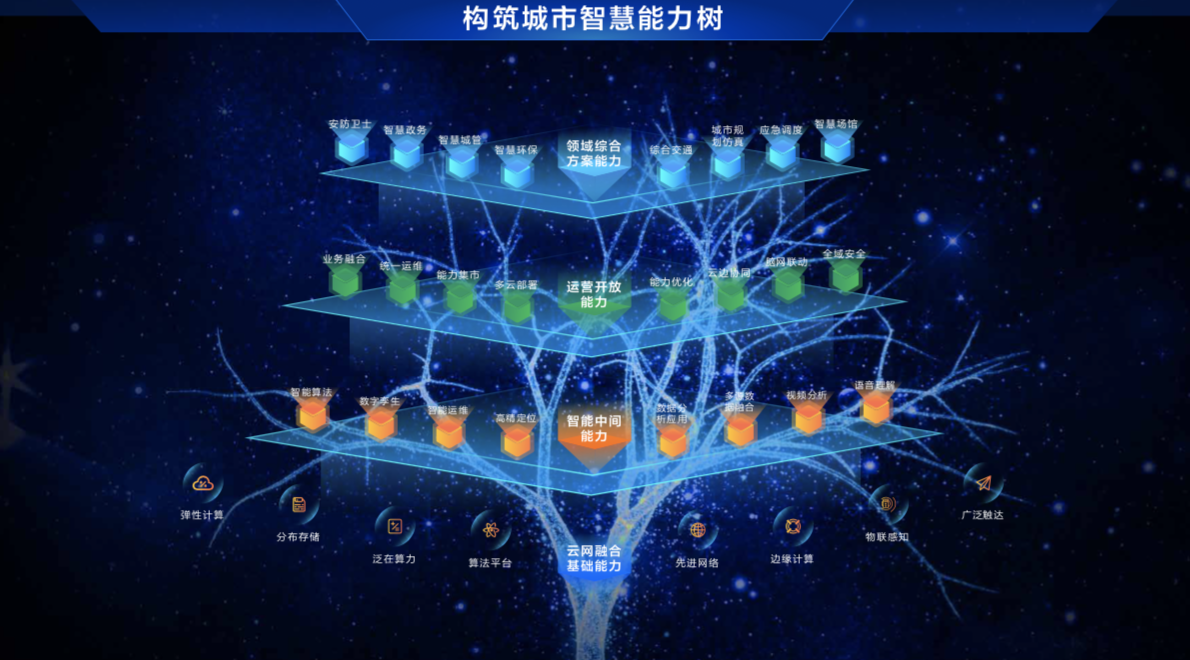 构筑城市智慧能力树
安防卫士
智慧政务
智慧城管
智慧环保
领域综合
方案能力
综合交通
城市规
划仿真
应急调度
智慧场馆
业务融合
统一运维
能力集市
多云部署
运营开放
能力
能力优化
云边协同
脑网联动
全域安全
智能算法
数字孪生
智能运维
高精定位
智能中间
能力
数据分
析应用
多源数
据融合
视频分析
语音理解
弹性计算
分布存储
泛在算力
算法平台
云网融合
基础能力
先进网络
边缘计算
物联感知
广泛触达